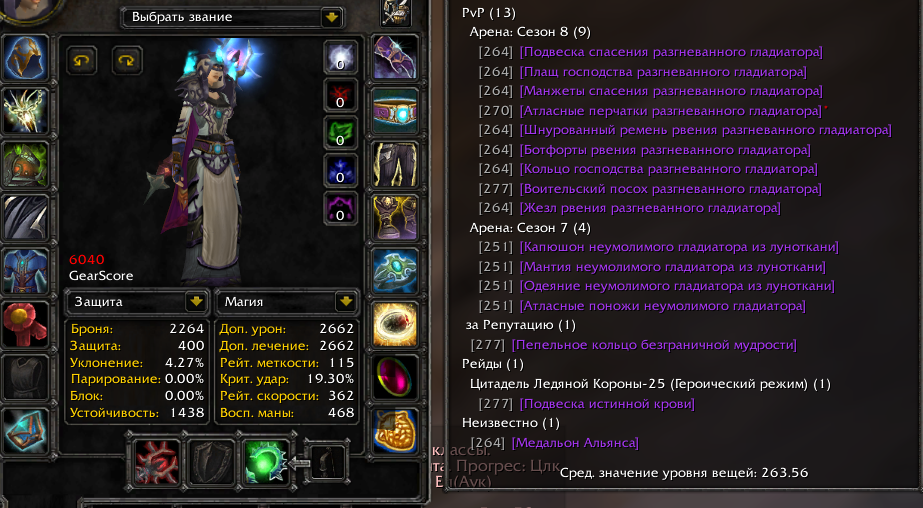 Выбрать звание
0
0
0
0
0
6040
GearScore
Защита
Магия
Броня: 2264
Защита: 400
Уклонение: 4.27%
Парирование: 0.00%
Блок: 0.00%
Устойчивость: 1438
Доп. урон: 2662
Доп. лечение: 2662
Рейт. меткости: 115
Крит. удар: 19.30%
Рейт. скорости: 362
Восп. маны: 468
PvP (13)
Арена: Сезон 8 (9)
[264] [Подвеска спасения разгневанного гладиатора]
[264] [Плащ господства разгневанного гладиатора]
[264] [Манжеты спасения разгневанного гладиатора]
[270] [Атласные перчатки разгневанного гладиатора]*
[264] [Шнурованный ремень рвения разгневанного гладиатора]
[264] [Ботфорты рвения разгневанного гладиатора]
[264] [Кольцо господства разгневанного гладиатора]
[277] [Воительский посох разгневанного гладиатора]
[264] [Жезл рвения разгневанного гладиатора]
Арена: Сезон 7 (4)
[251] [Капюшон неумолимого гладиатора из луноткани]
[251] [Мантия неумолимого гладиатора из луноткани]
[251] [Одеяние неумолимого гладиатора из луноткани]
[251] [Атласные поножи неумолимого гладиатора]
за Репутацию (1)
[277] [Пепельное кольцо безграничной мудрости]
Рейды (1)
Цитадель Ледяной Короны-25 (Героический режим) (1)
[277] [Подвеска истинной крови]
Неизвестно (1)
[264] [Медальон Альянса]
Сред. значение уровня вещей: 263.56
классы.
та. Прогрес: Цлк
Eu(Аук)